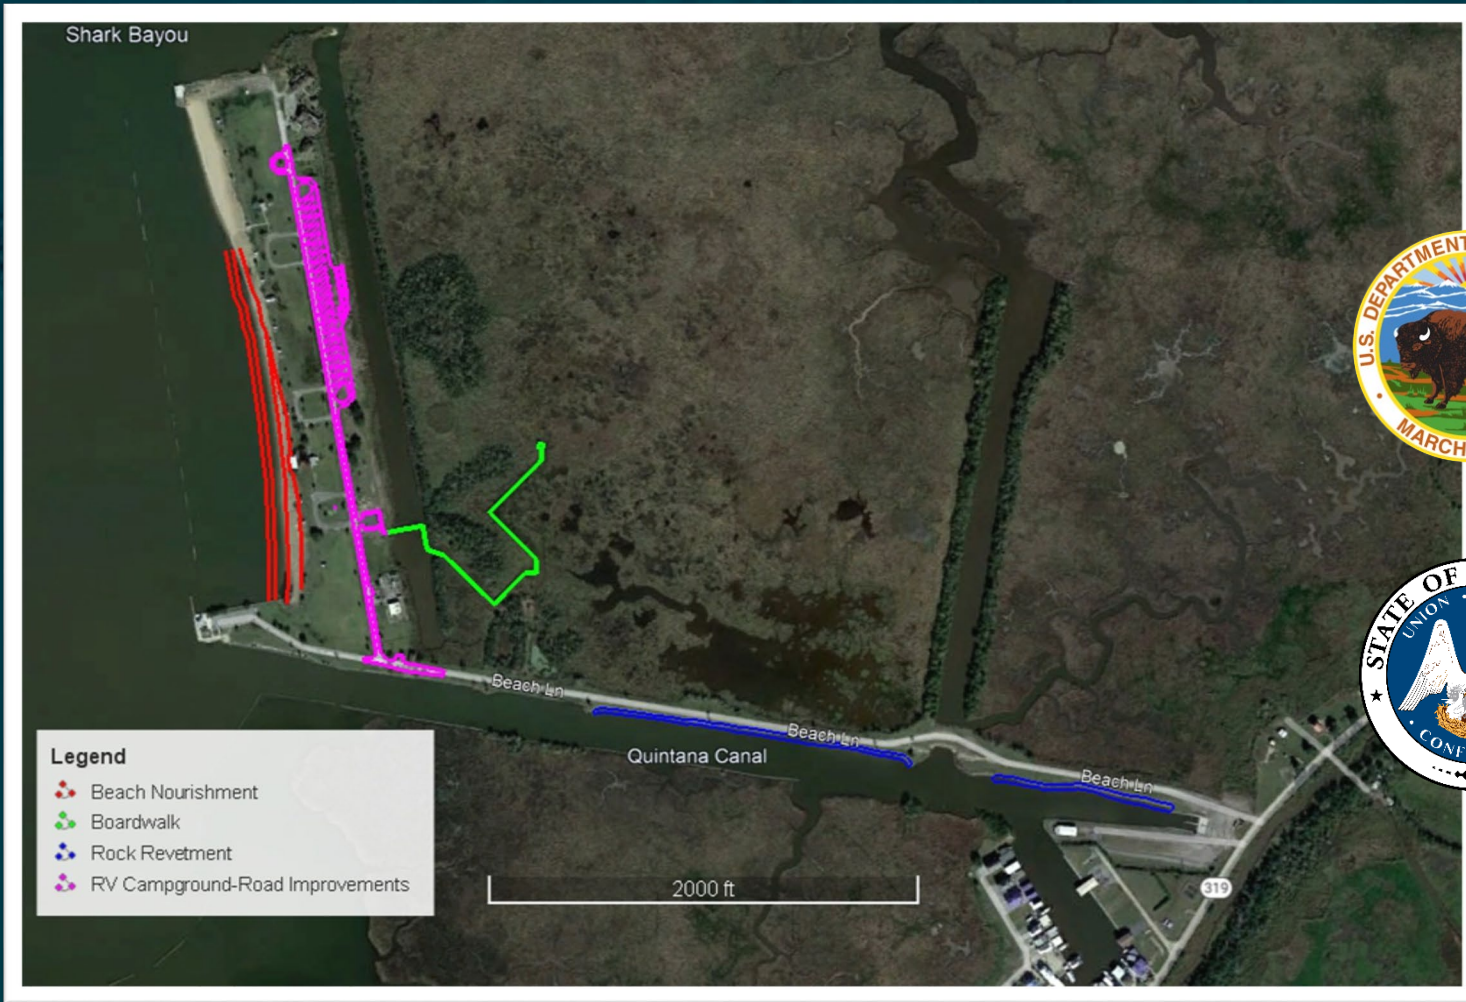 Shark Bayou
U.S. DEPARTMENT
MARCH
STATE OF
UNION
CONF
Beach Ln
Beach Ln
Quintana Canal
Beach Ln
Legend
Beach Nourishment
Boardwalk
Rock Revetment
RV Campground-Road Improvements
2000 ft
319